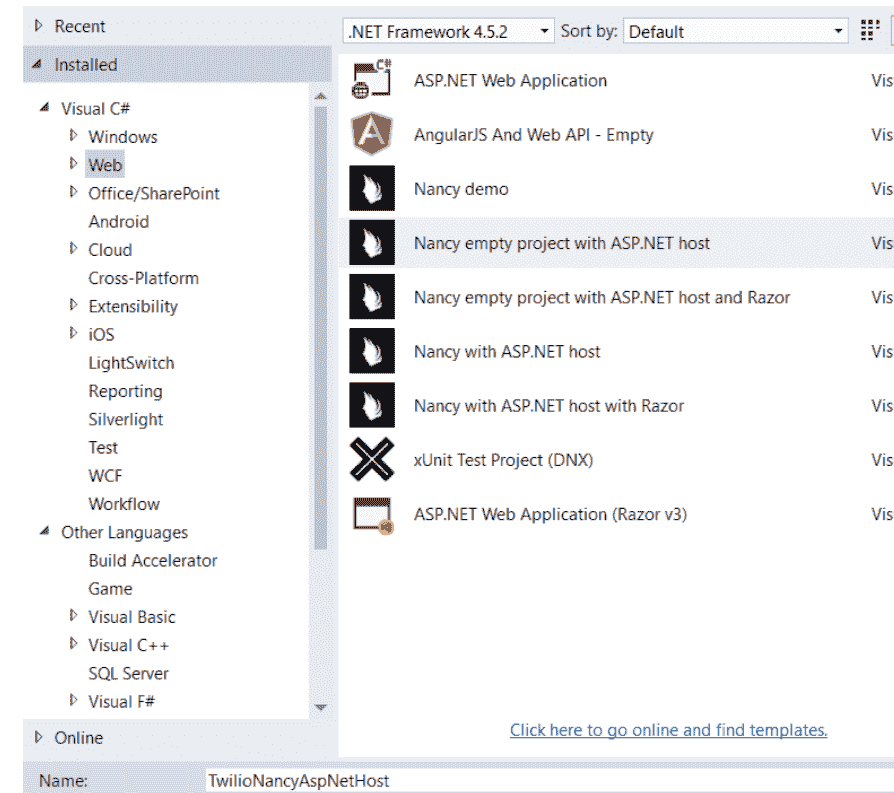 Recent
.NET Framework 4.5.2 Sort by: Default
Installed
Visual C#
Windows
Web
Office/SharePoint
Android
Cloud
Cross-Platform
Extensibility
iOS
LightSwitch
Reporting
Silverlight
Test
WCF
Workflow
Other Languages
Build Accelerator
Game
Visual Basic
Visual C++
SQL Server
Visual F#
Online
C#
ASP.NET Web Application Vis
A
AngularJS And Web API - Empty Vis
Nancy demo Vis
Nancy empty project with ASP.NET host Vis
Nancy empty project with ASP.NET host and Razor Vis
Nancy with ASP.NET host Vis
Nancy with ASP.NET host with Razor Vis
xUnit Test Project (DNX) Vis
ASP.NET Web Application (Razor v3) Vis
Click here to go online and find templates.
Name: TwilioNancyAspNetHost